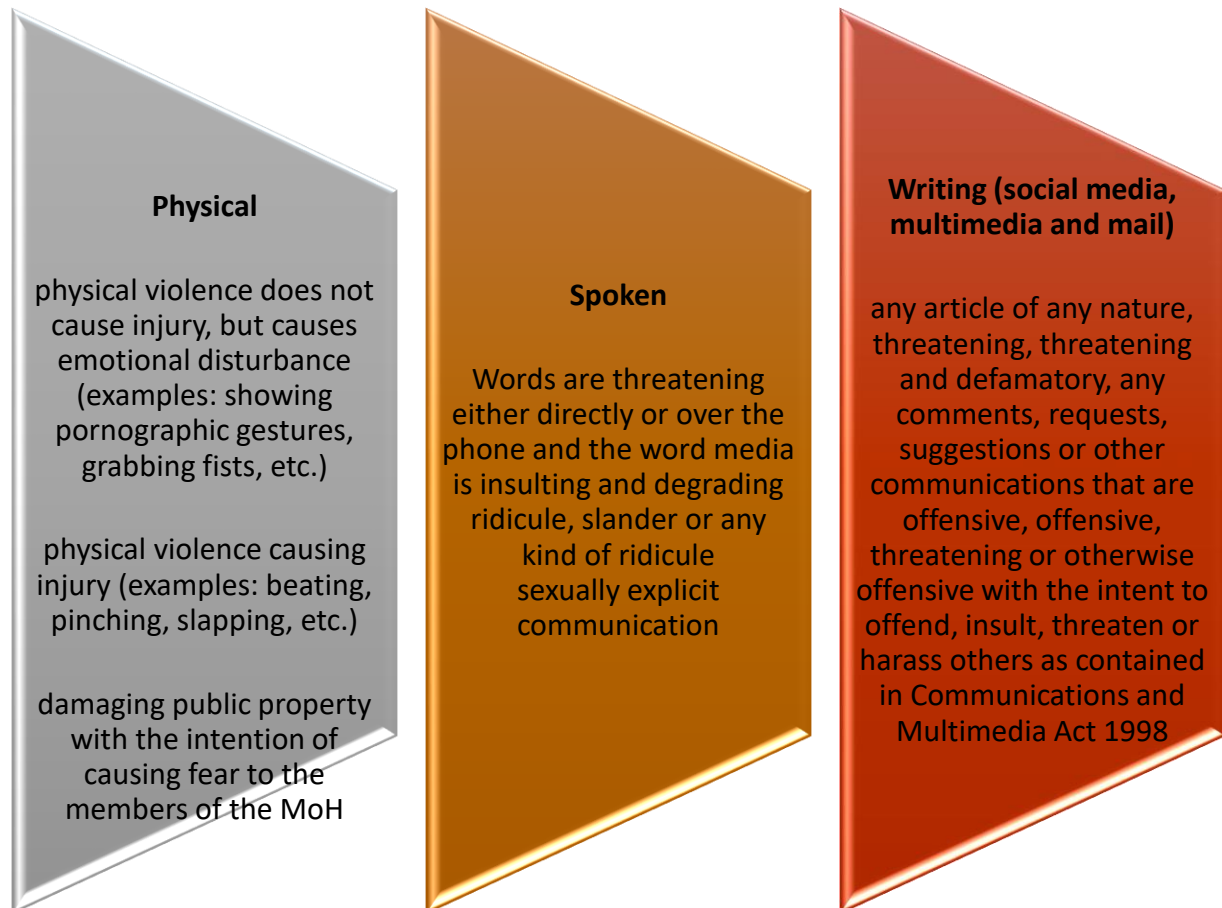 Physical
physical violence does not
cause injury, but causes
emotional disturbance
(examples: showing
pornographic gestures,
grabbing fists, etc.)
physical violence causing
injury (examples: beating,
pinching, slapping, etc.)
damaging public property
with the intention of
causing fear to the
members of the MoH
Spoken
Words are threatening
either directly or over the
phone and the word media
is insulting and degrading
ridicule, slander or any
kind of ridicule
sexually explicit
communication
Writing (social media,
multimedia and mail)
any article of any nature,
threatening, threatening
and defamatory, any
comments, requests,
suggestions or other
communications that are
offensive, offensive,
threatening or otherwise
offensive with the intent to
offend, insult, threaten or
harass others as contained
in Communications and
Multimedia Act 1998